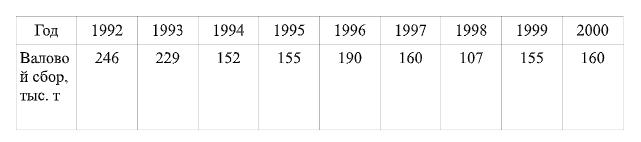 Год 1992 1993 1994 1995 1996 1997 1998 1999 2000
Валово 246 229 152 155 190 160 107 155 160
й сбор,
тыс. т